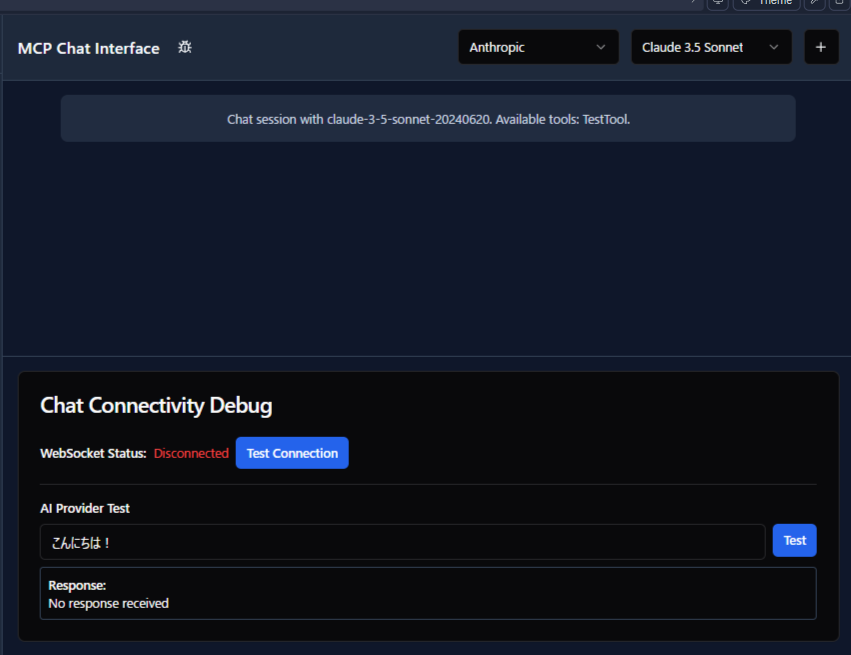 Theme
MCP Chat Interface
Anthropic
Claude 3.5 Sonnet
+
Chat session with claude-3-5-sonnet-20240620. Available tools: TestTool.
Chat Connectivity Debug
WebSocket Status: Disconnected Test Connection
AI Provider Test
こんにちは！
Test
Response:
No response received